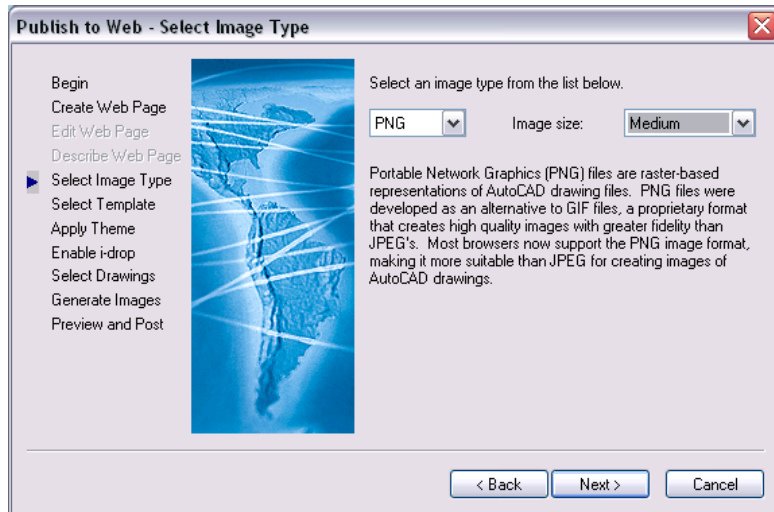 Publish to Web - Select Image Type
Begin
Create Web Page
Edit Web Page
Describe Web Page
Select Image Type
Select Template
Apply Theme
Enable i-drop
Select Drawings
Generate Images
Preview and Post
Select an image type from the list below.
PNG Image size: Medium
Portable Network Graphics (PNG) files are raster-based
representations of AutoCAD drawing files. PNG files were
developed as an alternative to GIF files, a proprietary format
that creates high quality images with greater fidelity than
JPEG's. Most browsers now support the PNG image format,
making it more suitable than JPEG for creating images of
AutoCAD drawings.
< Back Next > Cancel